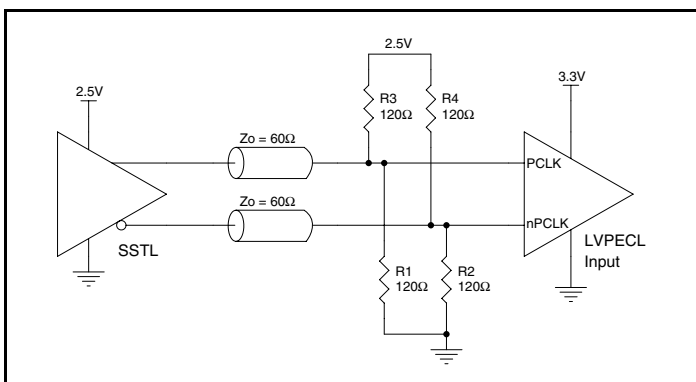 2.5V
3.3V
2.5V
R3
120Ω
R4
120Ω
Zo = 60Ω
PCLK
Zo = 60Ω
nPCLK
SSTL
LVPECL
Input
R1
120Ω
R2
120Ω